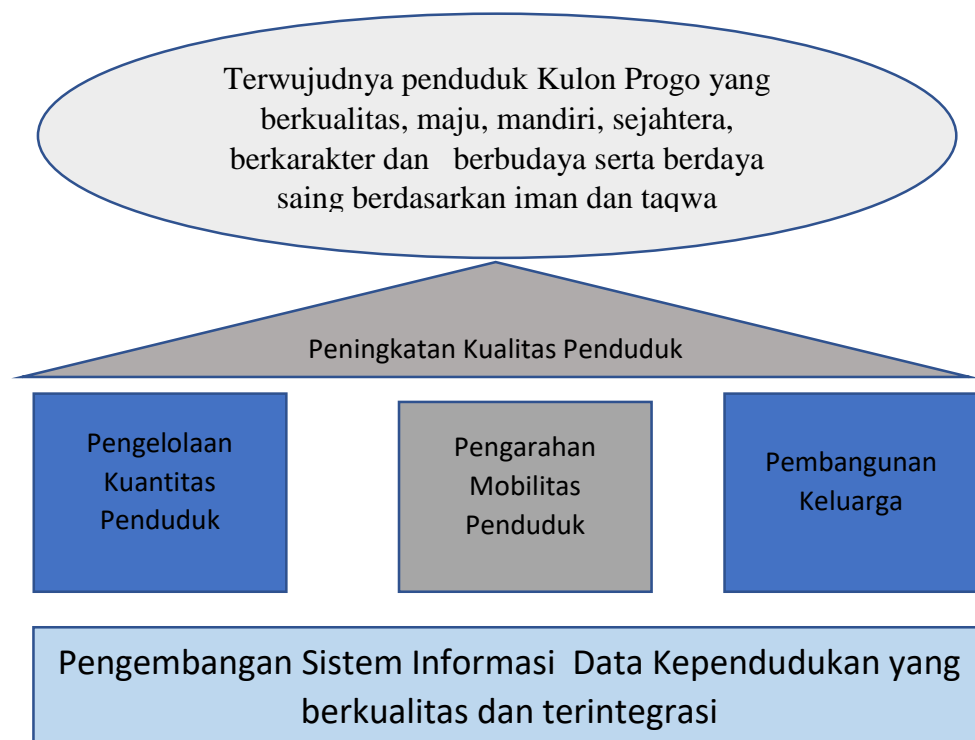 Terwujudnya penduduk Kulon Progo yang
berkualitas, maju, mandiri, sejahtera,
berkarakter dan berbudaya serta berdaya
saing berdasarkan iman dan taqwa
Peningkatan Kualitas Penduduk
Pengelolaan
Kuantitas
Penduduk
Pengarahan
Mobilitas
Penduduk
Pembangunan
Keluarga
Pengembangan Sistem Informasi Data Kependudukan yang
berkualitas dan terintegrasi